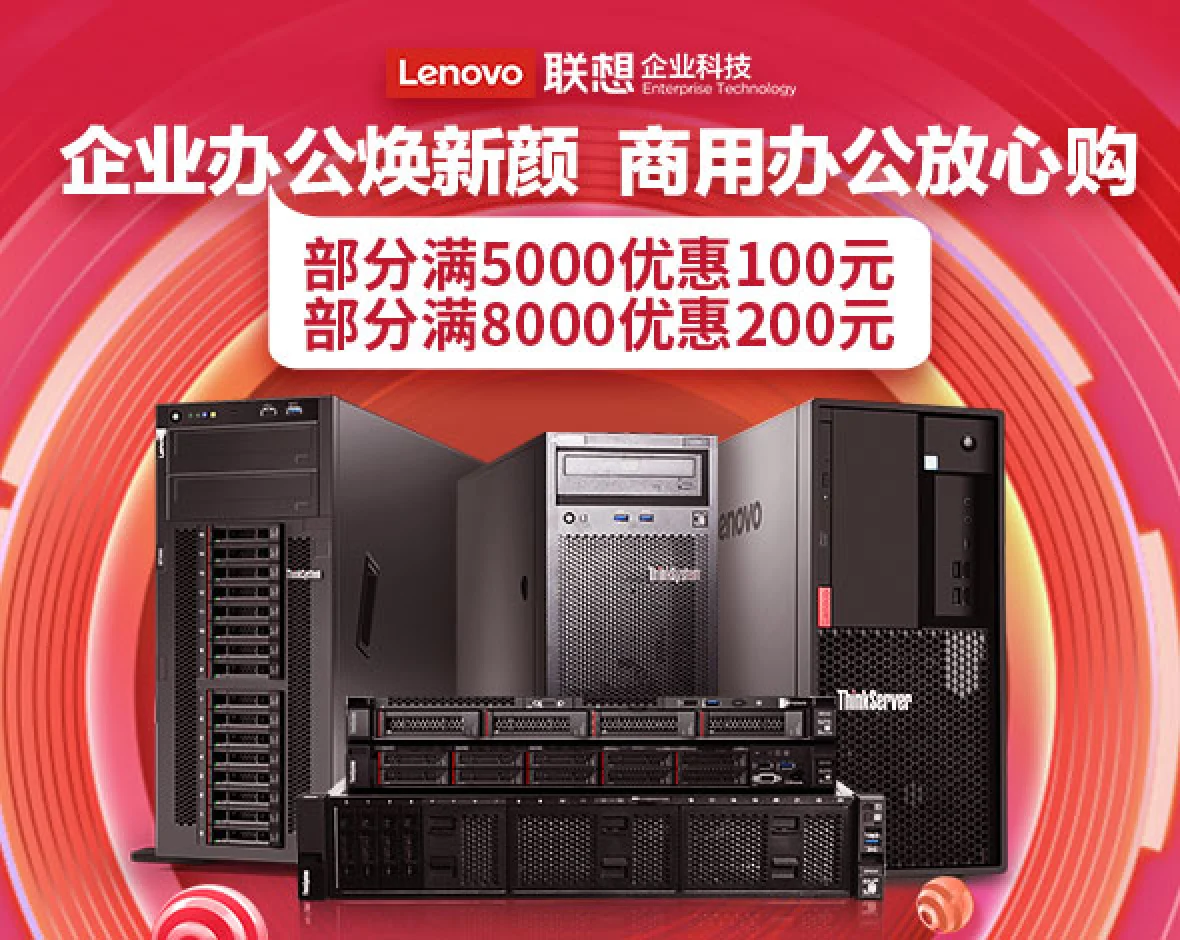 Lenovo 联想 企业科技
Enterprise Technology
企业办公焕新颜 商用办公放心购
部分满5000优惠100元
部分满8000优惠200元
Lenovo
ThinkSystem
enovo
ThinkSystem
ThinkServer